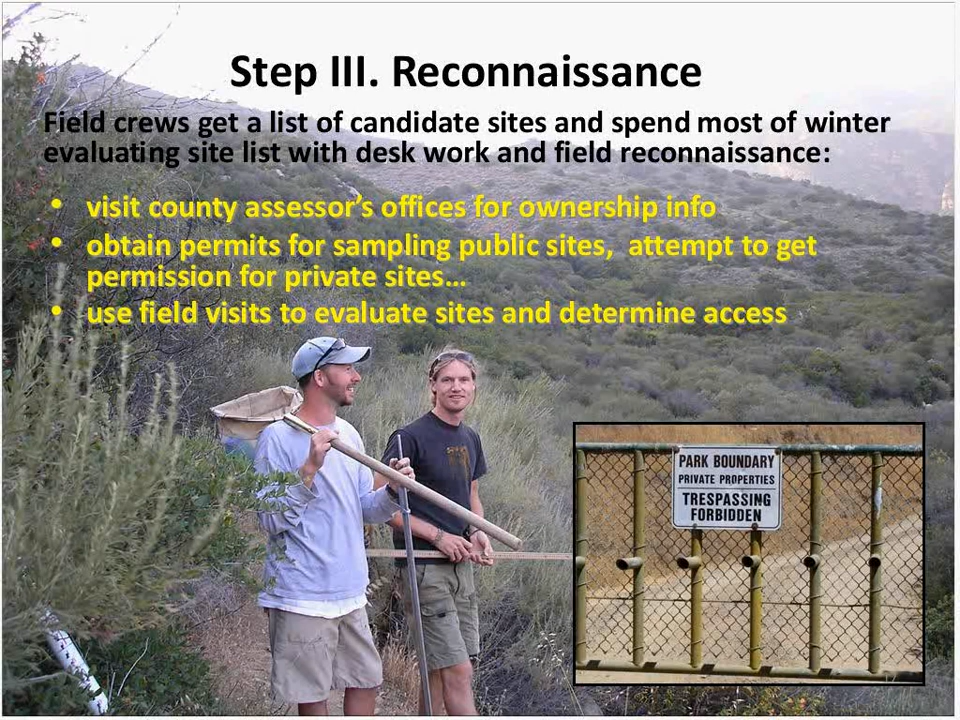 Step III. Reconnaissance
Field crews get a list of candidate sites and spend most of winter
evaluating site list with desk work and field reconnaissance:
• visit county assessor's offices for ownership info
• obtain permits for sampling public sites, attempt to get
permission for private sites…
• use field visits to evaluate sites and determine access
PARK BOUNDARY
PRIVATE PROPERTIES
TRESPASSING
FORBIDDEN